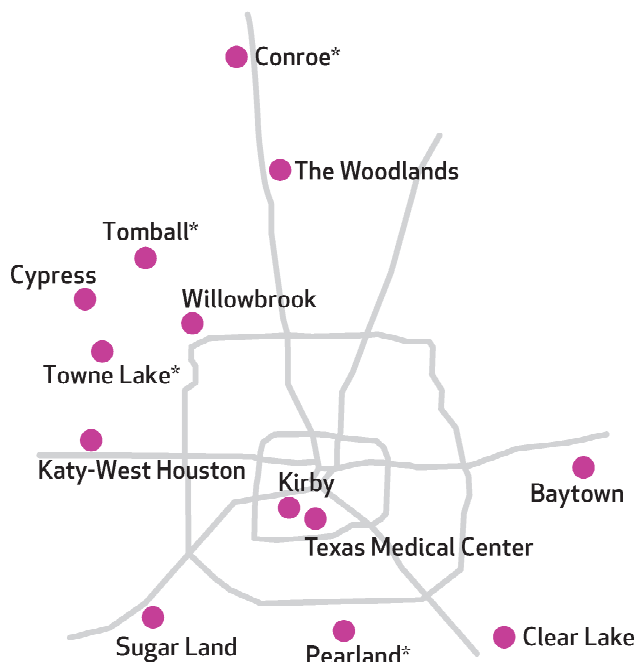 Conroe*
The Woodlands
Tomball*
Cypress
Willowbrook
Towne Lake*
Katy-West Houston
Kirby
Baytown
Texas Medical Center
Sugar Land
Pearland*
Clear Lake